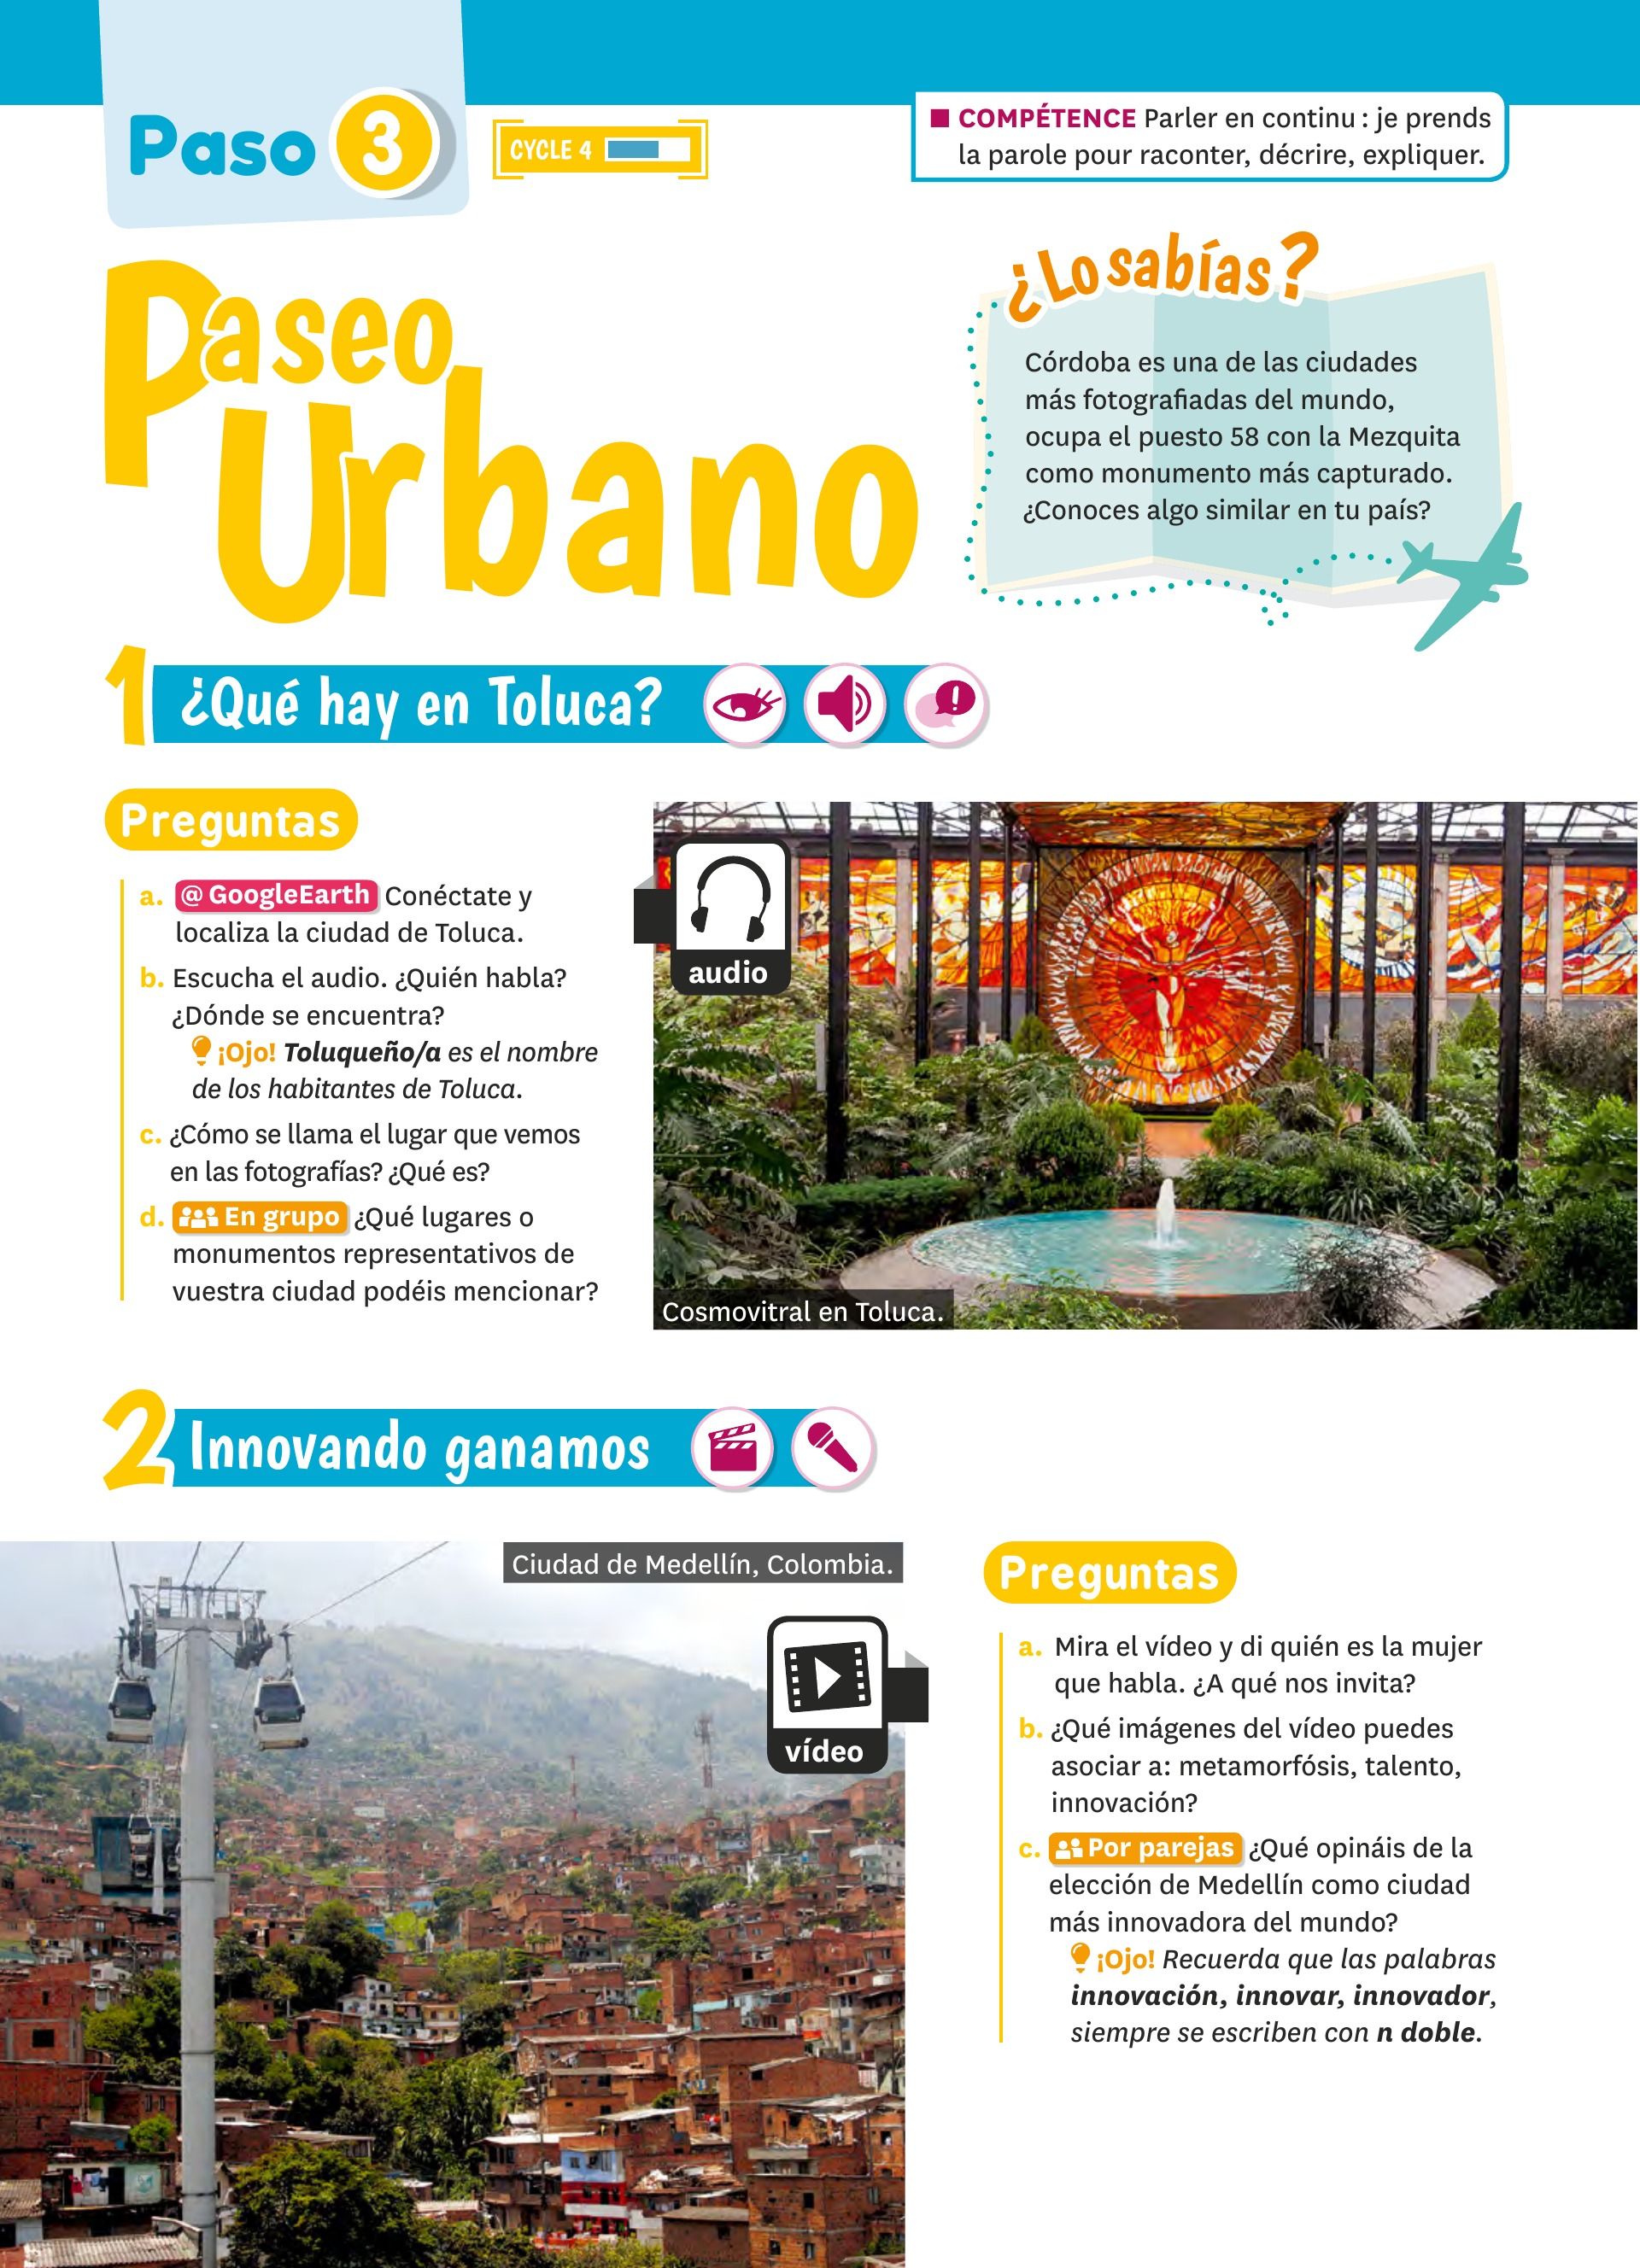 Paso 3
CYCLE 4
■ COMPÉTENCE Parler en continu : je prends
la parole pour raconter, décrire, expliquer.
Paseo
Urbano
¿Lo sabías?
Córdoba es una de las ciudades
más fotografiadas del mundo,
ocupa el puesto 58 con la Mezquita
como monumento más capturado.
¿Conoces algo similar en tu país?
1 ¿Qué hay en Toluca?
Preguntas
a. @ GoogleEarth Conéctate y
localiza la ciudad de Toluca.
b. Escucha el audio. ¿Quién habla?
¿Dónde se encuentra?
¡Ojo! Toluqueño/a es el nombre
de los habitantes de Toluca.
c. ¿Cómo se llama el lugar que vemos
en las fotografías? ¿Qué es?
d. En grupo ¿Qué lugares o
monumentos representativos de
vuestra ciudad podéis mencionar?
audio
Cosmovitral en Toluca.
2 Innovando ganamos
Ciudad de Medellín, Colombia.
vídeo
Preguntas
a. Mira el vídeo y di quién es la mujer
que habla. ¿A qué nos invita?
b. ¿Qué imágenes del vídeo puedes
asociar a: metamorfósis, talento,
innovación?
c. Por parejas ¿Qué opináis de la
elección de Medellín como ciudad
más innovadora del mundo?
¡Ojo! Recuerda que las palabras
innovación, innovar, innovador,
siempre se escriben con n doble.